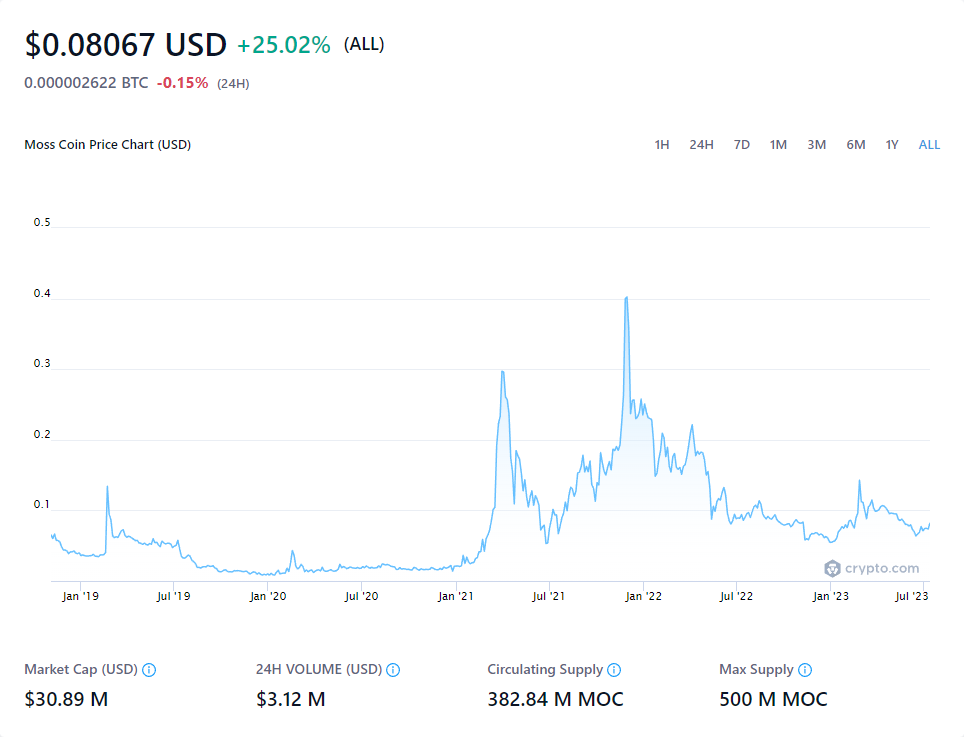 $0.08067 USD +25.02% (ALL)
0.000002622 BTC -0.15% (24H)
Moss Coin Price Chart (USD) 1H 24H 7D 1M 3M 6M 1Y ALL
0.5
0.4
0.3
0.2
0.1
crypto.com
Jan '19 Jul '19 Jan '20 Jul '20 Jan '21 Jul '21 Jan '22 Jul '22 Jan '23 Jul '23
Market Cap (USD) 24H VOLUME (USD) Circulating Supply Max Supply
$30.89 M $3.12 M 382.84 M MOC 500 M MOC